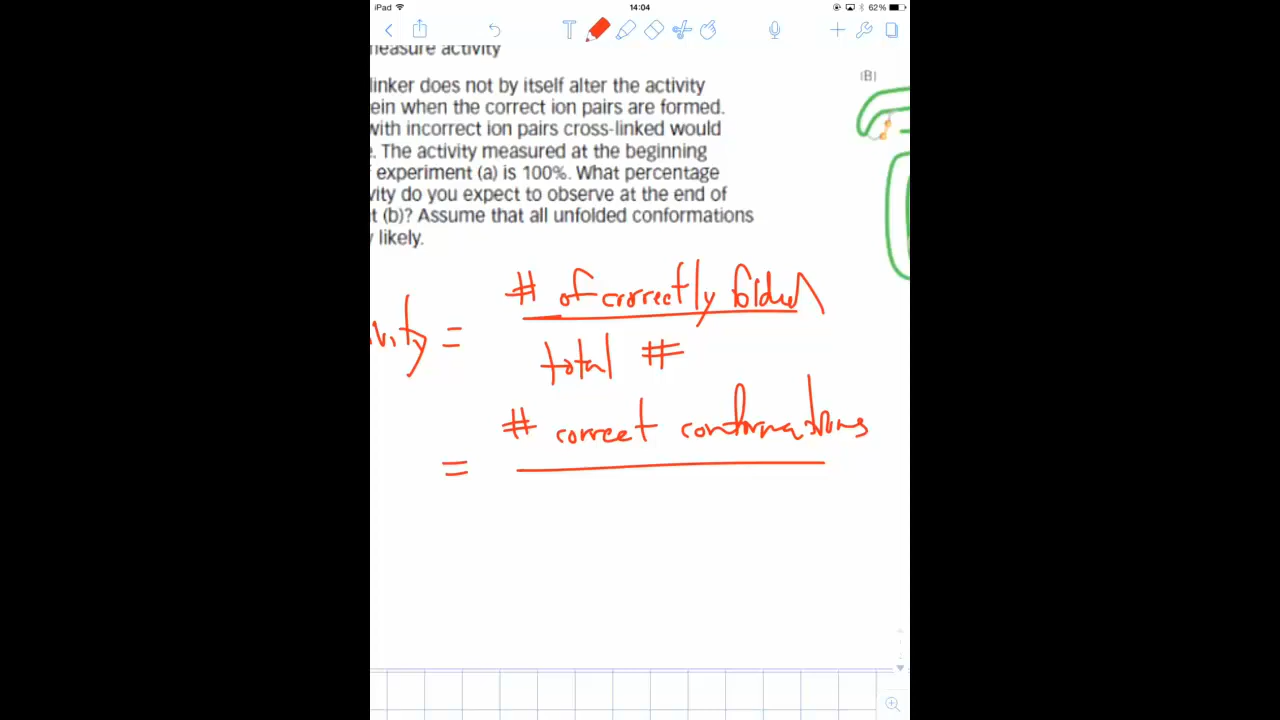 iPad
14:04
62%
measure activity
linker does not by itself alter the activity
ein when the correct ion pairs are formed.
with incorrect ion pairs cross-linked would
e. The activity measured at the beginning
f experiment (a) is 100%. What percentage
vity do you expect to observe at the end of
t (b)? Assume that all unfolded conformations
y likely.
(B)
# of correctly folded
ivity =
total #
# correct conformations
=